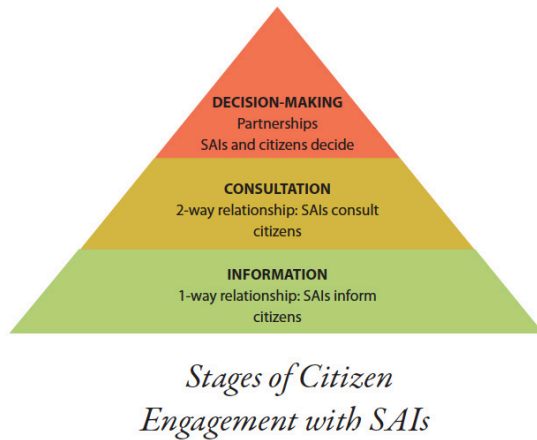 DECISION-MAKING
Partnerships
SAIs and citizens decide
CONSULTATION
2-way relationship: SAIs consult
citizens
INFORMATION
1-way relationship: SAIs inform
citizens
Stages of Citizen
Engagement with SAIs